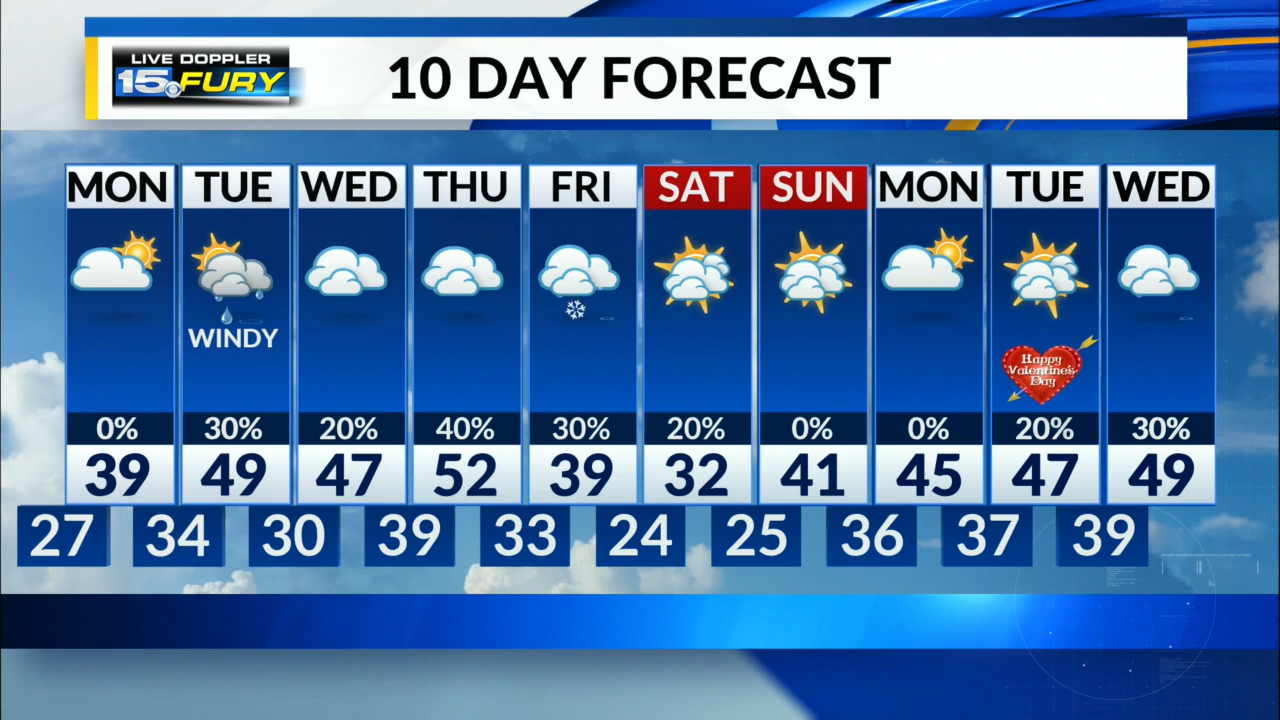 LIVE DOPPLER
15 FURY
10 DAY FORECAST
MON TUE WED THU FRI SAT SUN MON TUE WED
WINDY
Happy
Valentine's
Day
0% 30% 20% 40% 30% 20% 0% 0% 20% 30%
39 49 47 52 39 32 41 45 47 49
27 34 30 39 33 24 25 36 37 39